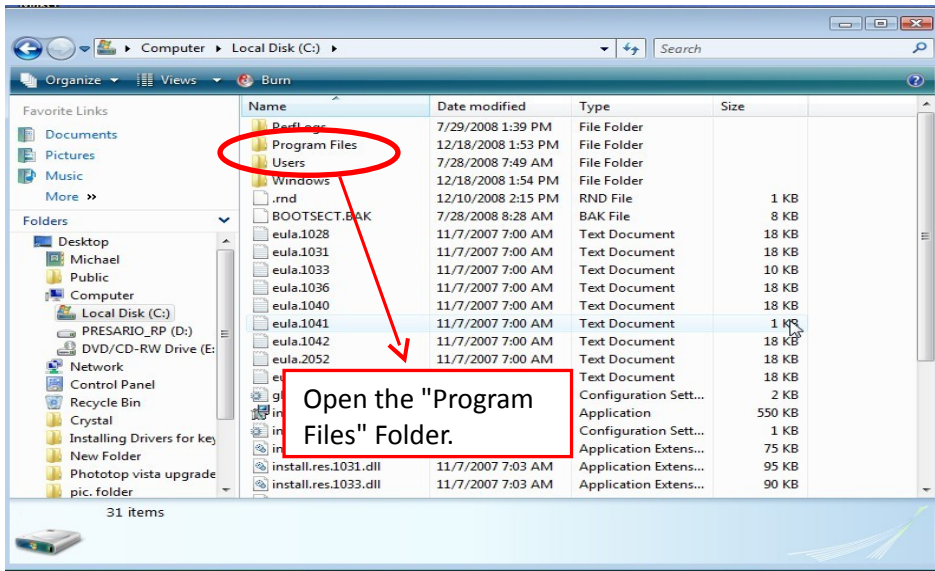 Computer Local Disk (C:)
Search
Organize Views Burn
Favorite Links
Documents
Pictures
Music
More »
Folders
Desktop
Michael
Public
Computer
Local Disk (C:)
PRESARIO_RP (D:)
DVD/CD-RW Drive (E:
Network
Control Panel
Recycle Bin
Crystal
Installing Drivers for key
New Folder
Phototop vista upgrade
pic. folder
Name Date modified Type Size
PerfLogs 7/29/2008 1:39 PM File Folder
Program Files 12/18/2008 1:53 PM File Folder
Users 7/28/2008 7:49 AM File Folder
Windows 12/18/2008 1:54 PM File Folder
.rnd 12/10/2008 2:15 PM RND File 1 KB
BOOTSECT.BAK 7/28/2008 8:28 AM BAK File 8 KB
eula.1028 11/7/2007 7:00 AM Text Document 18 KB
eula.1031 11/7/2007 7:00 AM Text Document 18 KB
eula.1033 11/7/2007 7:00 AM Text Document 10 KB
eula.1036 11/7/2007 7:00 AM Text Document 18 KB
eula.1040 11/7/2007 7:00 AM Text Document 18 KB
eula.1041 11/7/2007 7:00 AM Text Document 1 KB
eula.1042 11/7/2007 7:00 AM Text Document 18 KB
eula.2052 11/7/2007 7:00 AM Text Document 18 KB
Text Document 18 KB
Configuration Sett... 2 KB
Application 550 KB
Configuration Sett... 1 KB
Application Extens... 75 KB
install.res.1031.dll 11/7/2007 7:03 AM Application Extens... 95 KB
install.res.1033.dll 11/7/2007 7:03 AM Application Extens... 90 KB
Open the "Program
Files" Folder.
31 items